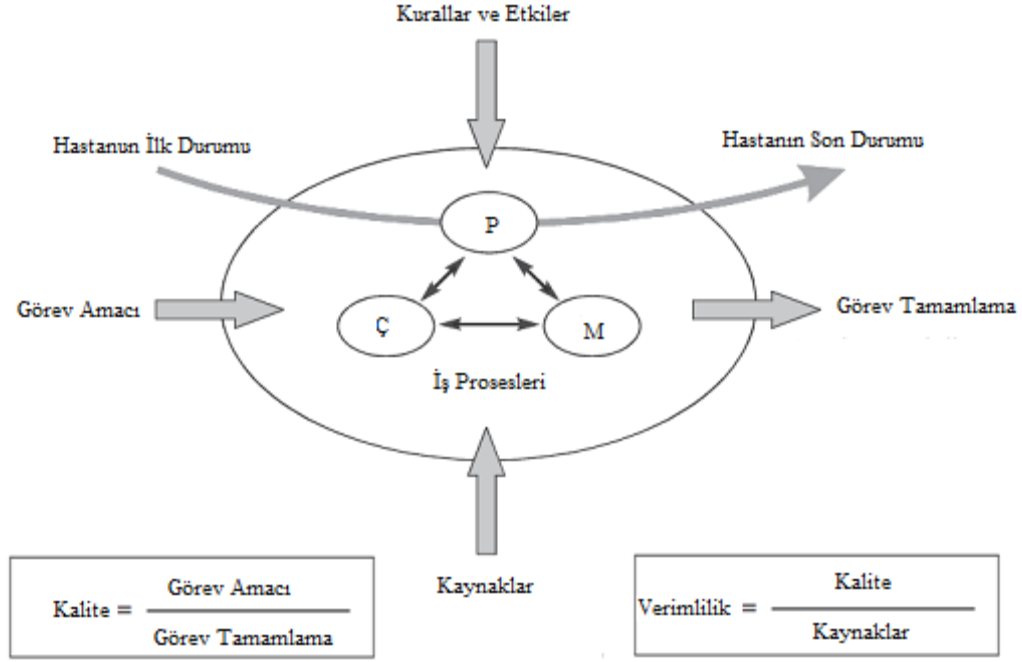 Kurallar ve Etkiler
Hastanun İlk Durumu
Hastanın Son Durumu
P
Görev Amacı
Ç
M
Görev Tamamlama
İş Prosesleri
Kaynaklar
Kalite = Görev Amacı
Görev Tamamlama
Verimlilik = Kalite
Kaynaklar